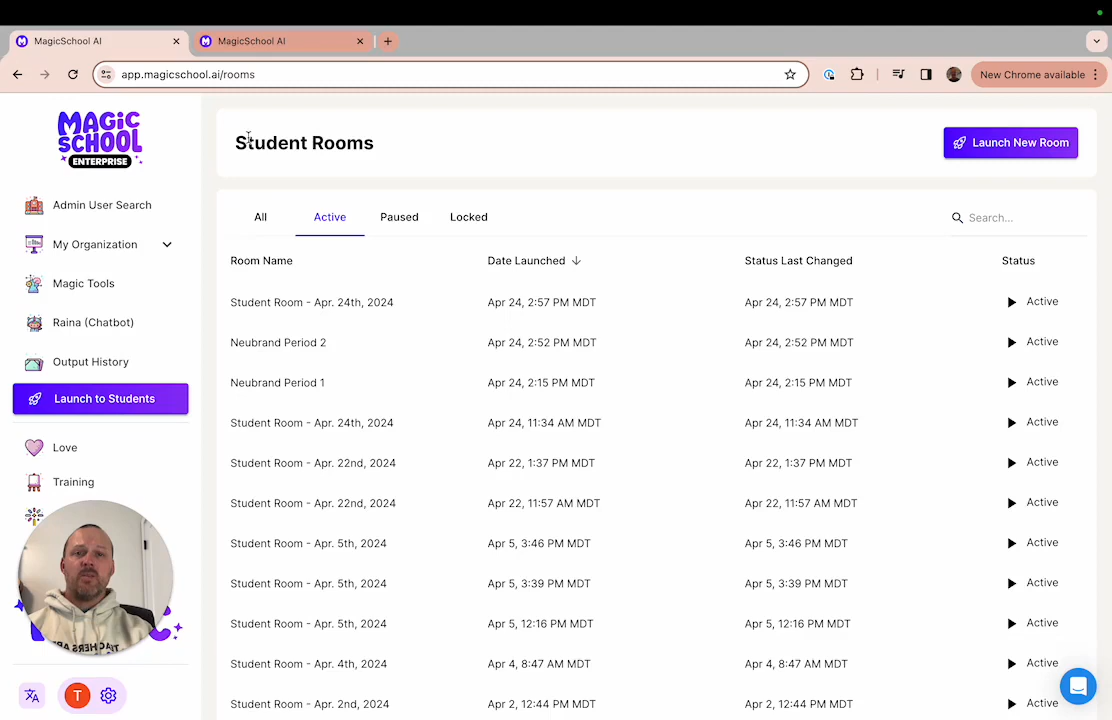 MagicSchool AI
MagicSchool AI
app.magicschool.ai/rooms
New Chrome available
MAGIC SCHOOL
ENTERPRISE
Admin User Search
My Organization
Magic Tools
Raina (Chatbot)
Output History
Launch to Students
Love
Training
T
Student Rooms
Launch New Room
All Active Paused Locked
Search...
Room Name Date Launched Status Last Changed Status
Student Room - Apr. 24th, 2024 Apr 24, 2:57 PM MDT Apr 24, 2:57 PM MDT Active
Neubrand Period 2 Apr 24, 2:52 PM MDT Apr 24, 2:52 PM MDT Active
Neubrand Period 1 Apr 24, 2:15 PM MDT Apr 24, 2:15 PM MDT Active
Student Room - Apr. 24th, 2024 Apr 24, 11:34 AM MDT Apr 24, 11:34 AM MDT Active
Student Room - Apr. 22nd, 2024 Apr 22, 1:37 PM MDT Apr 22, 1:37 PM MDT Active
Student Room - Apr. 22nd, 2024 Apr 22, 11:57 AM MDT Apr 22, 11:57 AM MDT Active
Student Room - Apr. 5th, 2024 Apr 5, 3:46 PM MDT Apr 5, 3:46 PM MDT Active
Student Room - Apr. 5th, 2024 Apr 5, 3:39 PM MDT Apr 5, 3:39 PM MDT Active
Student Room - Apr. 5th, 2024 Apr 5, 12:16 PM MDT Apr 5, 12:16 PM MDT Active
Student Room - Apr. 4th, 2024 Apr 4, 8:47 AM MDT Apr 4, 8:47 AM MDT Active
Student Room - Apr. 2nd, 2024 Apr 2, 12:44 PM MDT Apr 2, 12:44 PM MDT Active